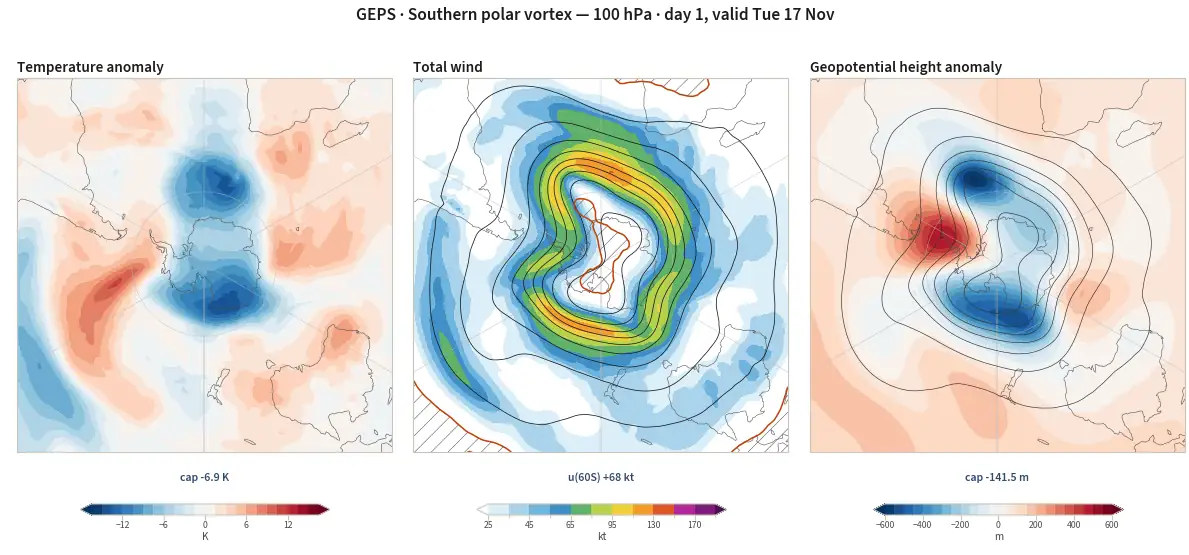 GEPS · Southern polar vortex — 100 hPa · day 1, valid Tue 17 Nov
Temperature anomaly
Total wind
Geopotential height anomaly
cap -6.9 K
u(60S) +68 kt
cap -141.5 m
−12 −6 0 6 12
K
25 45 65 95 130 170
kt
−600 −400 −200 0 200 400 600
m